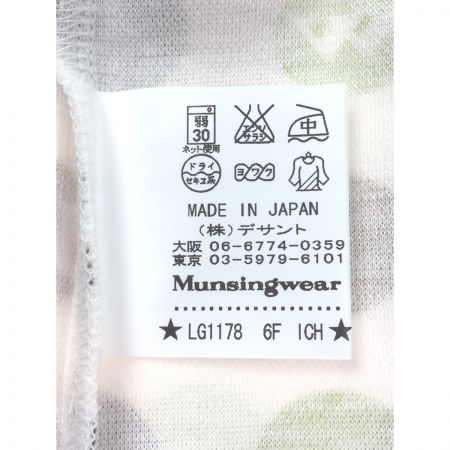 弱 エンソ 中
30 サラシ
ネット使用
ドライ ヨワク
セキユ系
MADE IN JAPAN
(株)デサント
大阪 06-6774-0359
東京 03-5979-6101
Munsingwear
★ LG1178 6F ICH ★